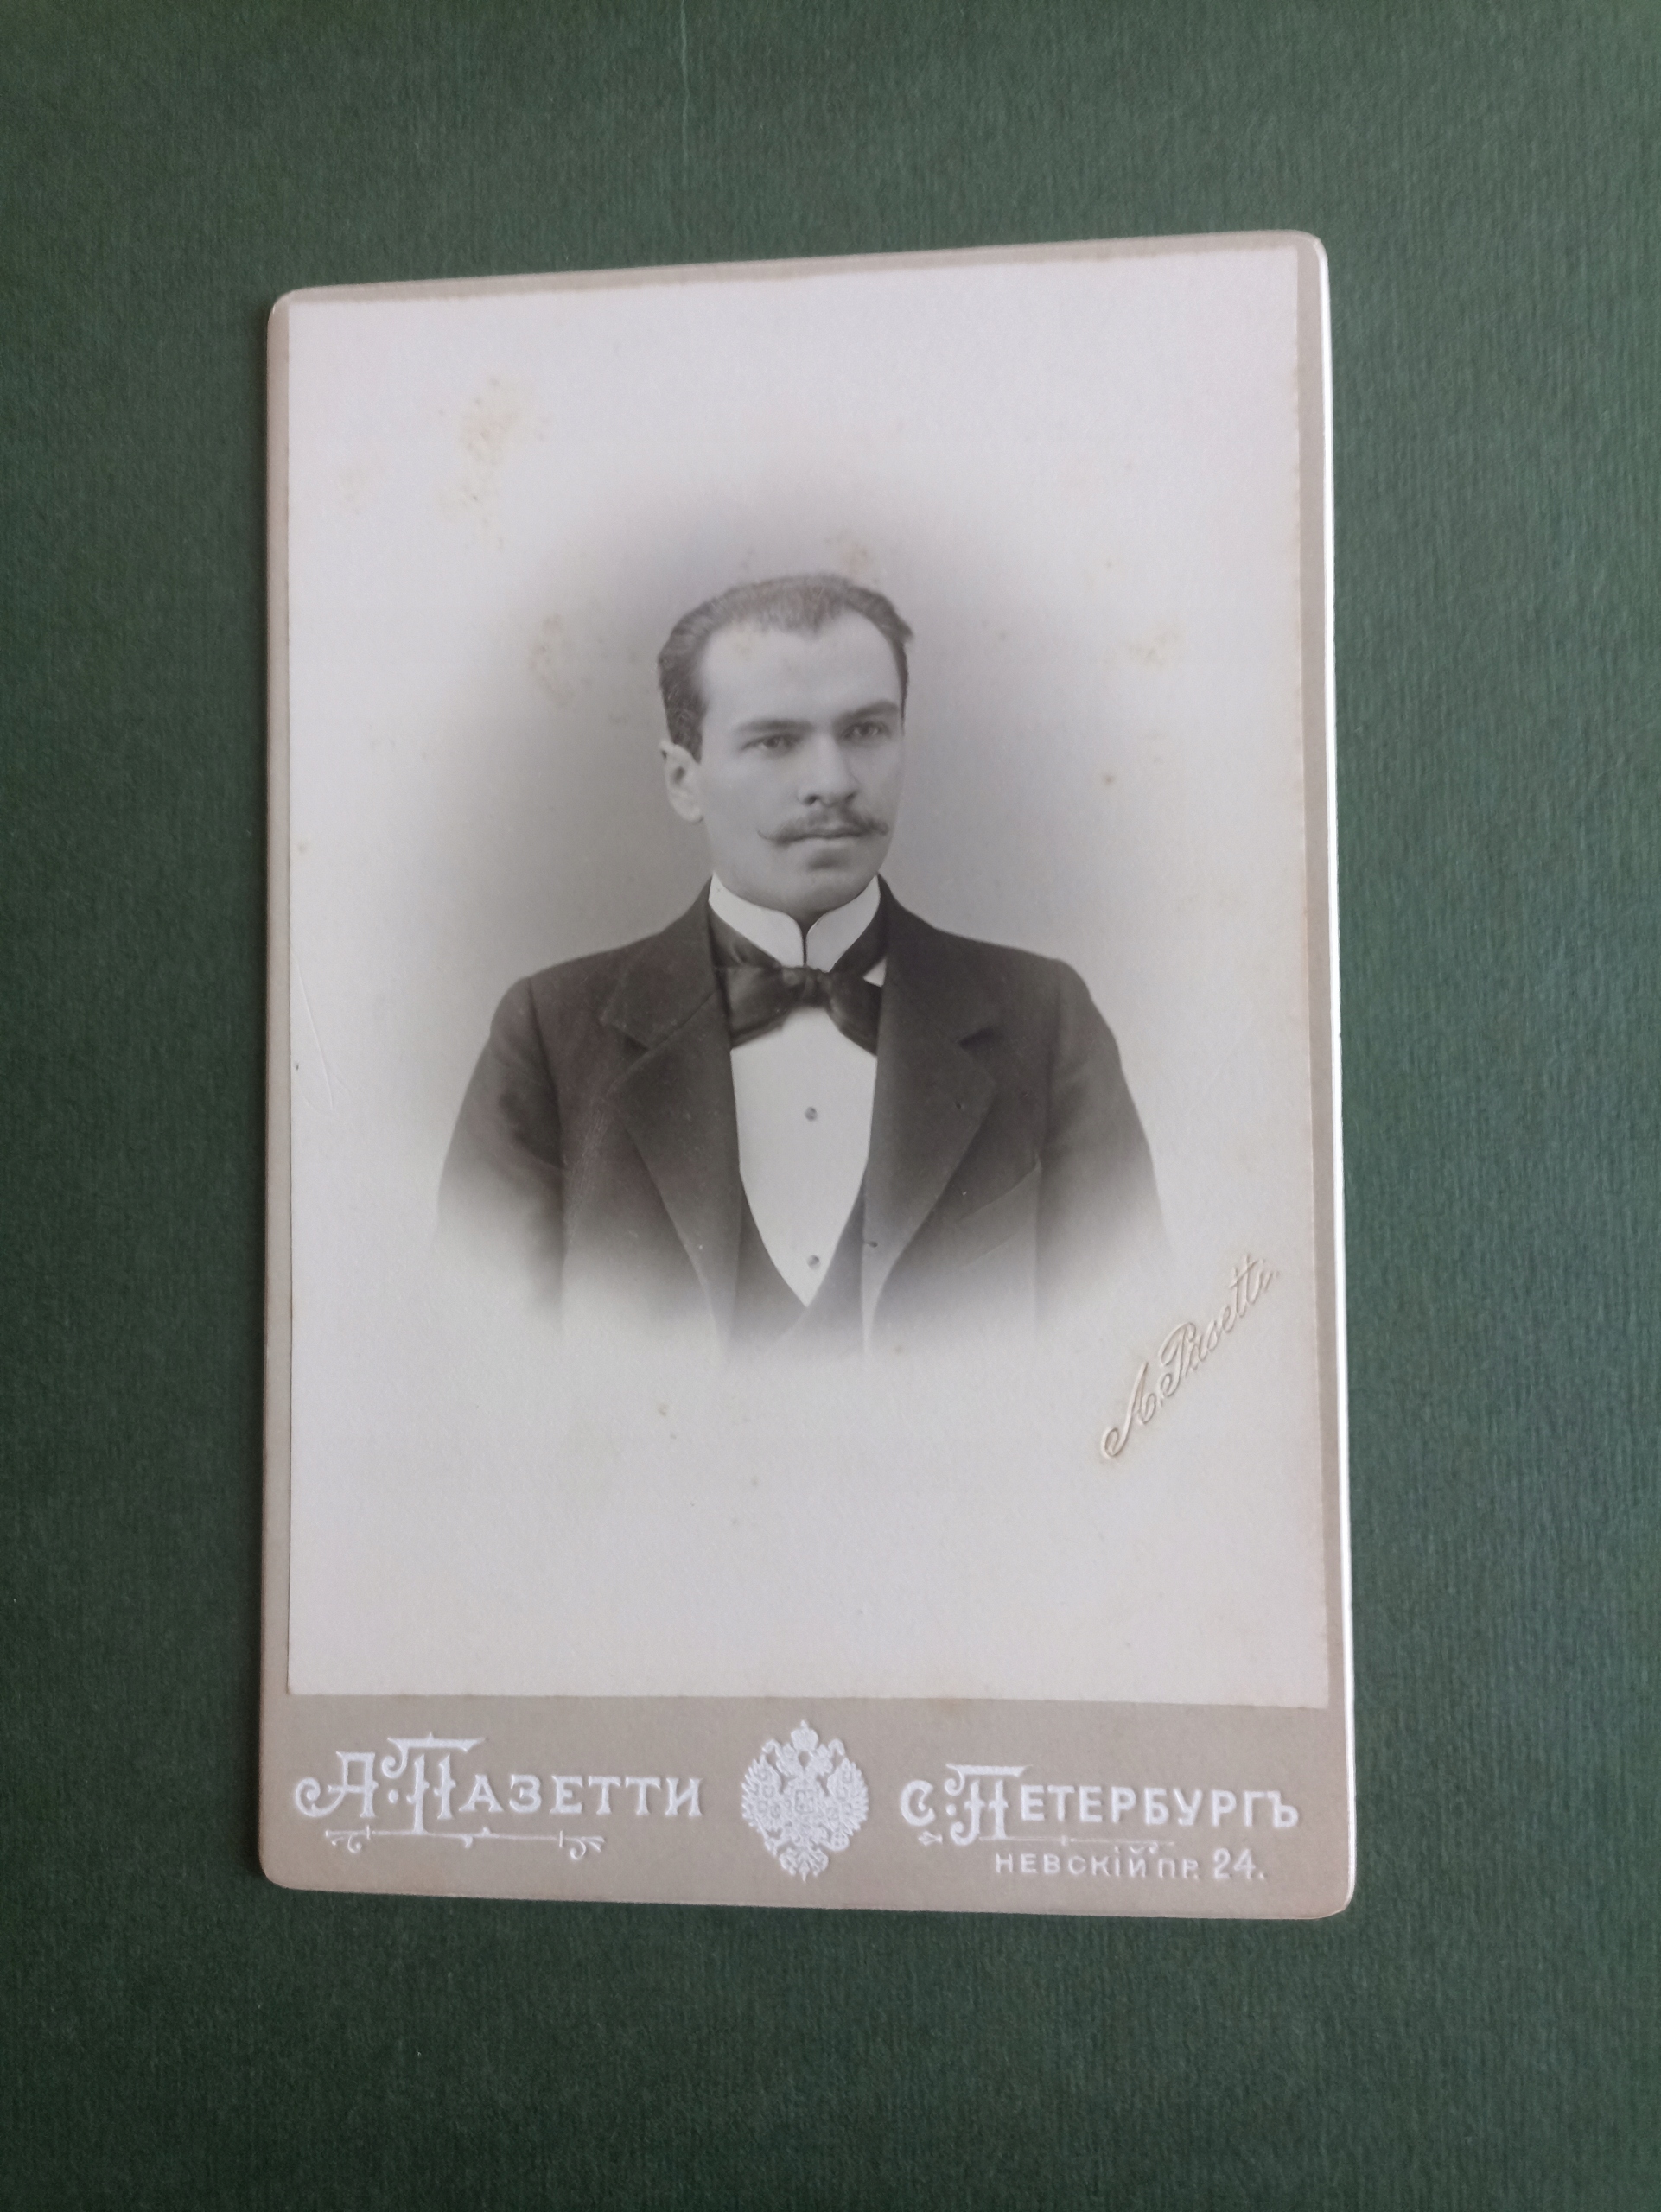 A. Pasetti.
А. Пазетти
С. Петербургъ
Невскій пр. 24.